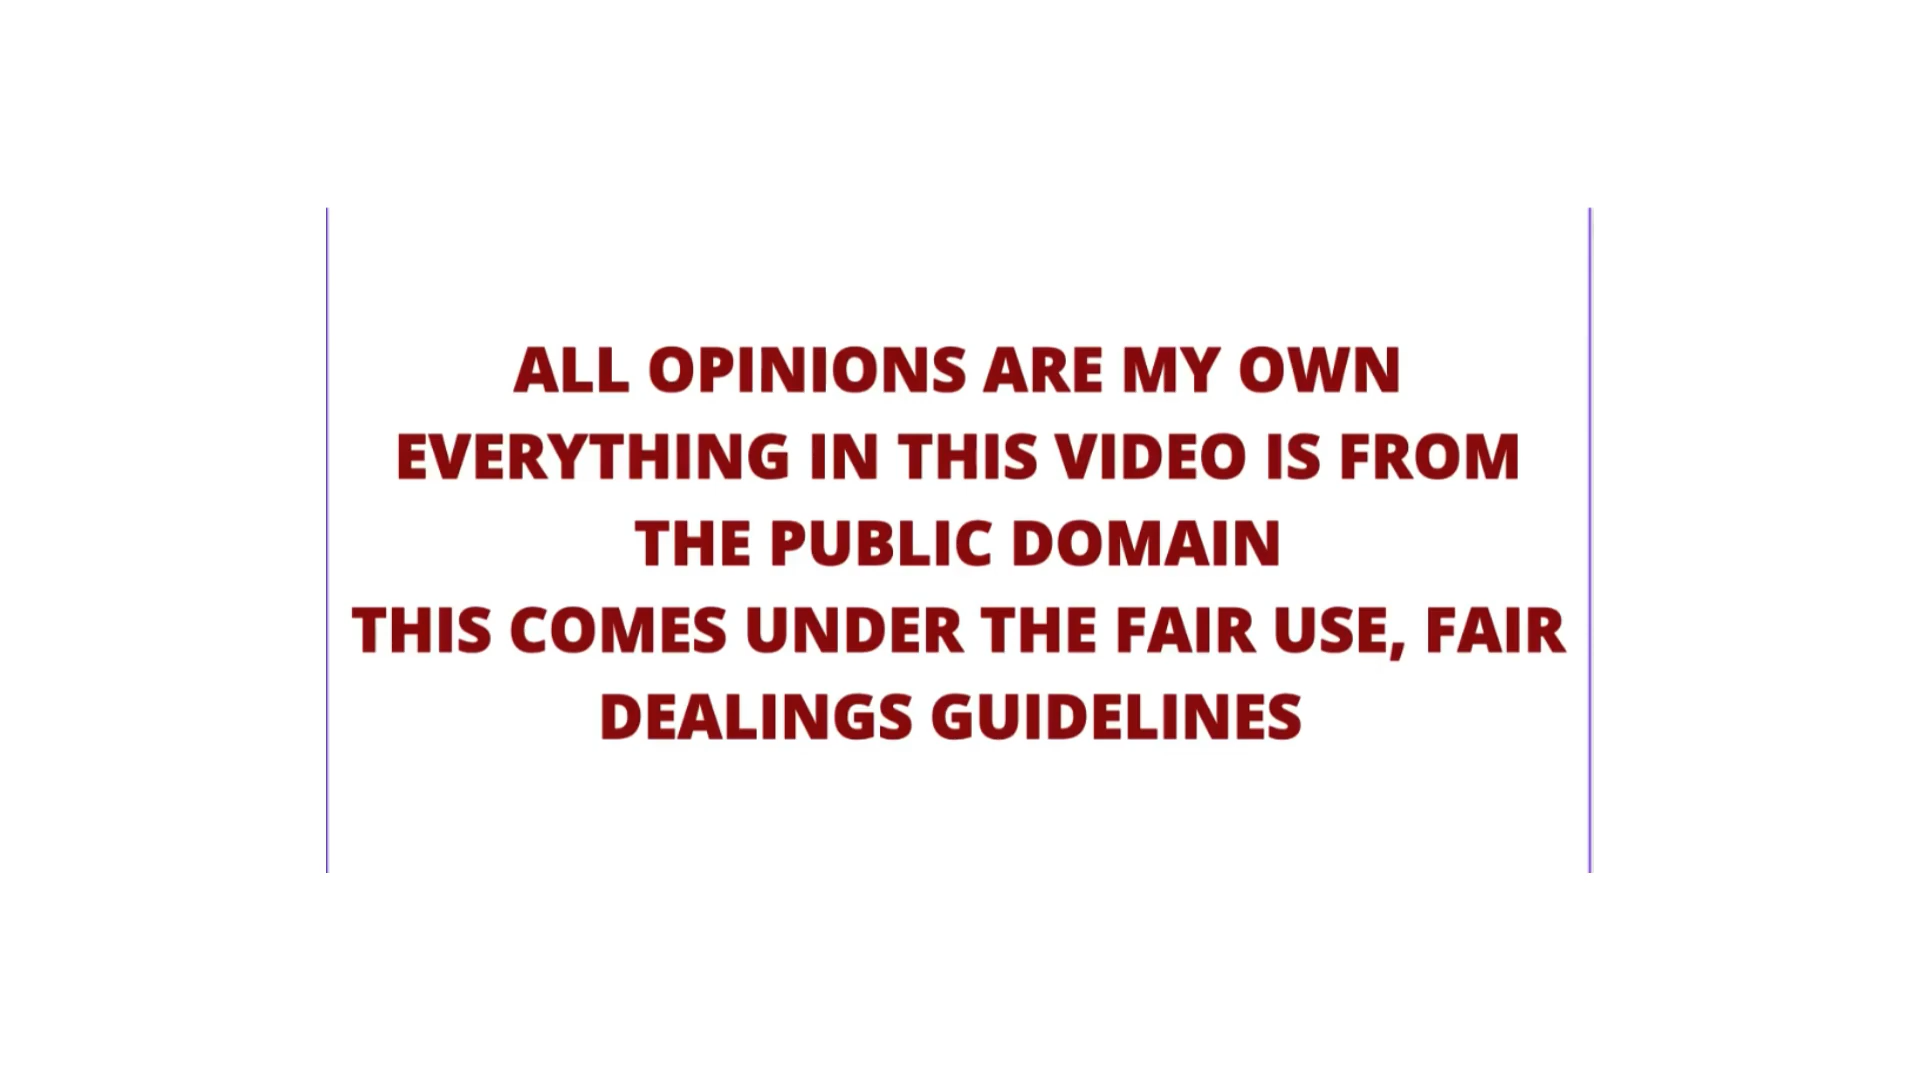 ALL OPINIONS ARE MY OWN
EVERYTHING IN THIS VIDEO IS FROM
THE PUBLIC DOMAIN
THIS COMES UNDER THE FAIR USE, FAIR
DEALINGS GUIDELINES